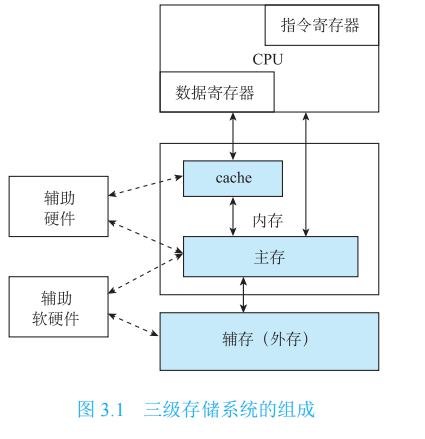 指令寄存器
CPU
数据寄存器
cache
辅助
硬件
内存
主存
辅助
软硬件
辅存（外存）
图 3.1 三级存储系统的组成